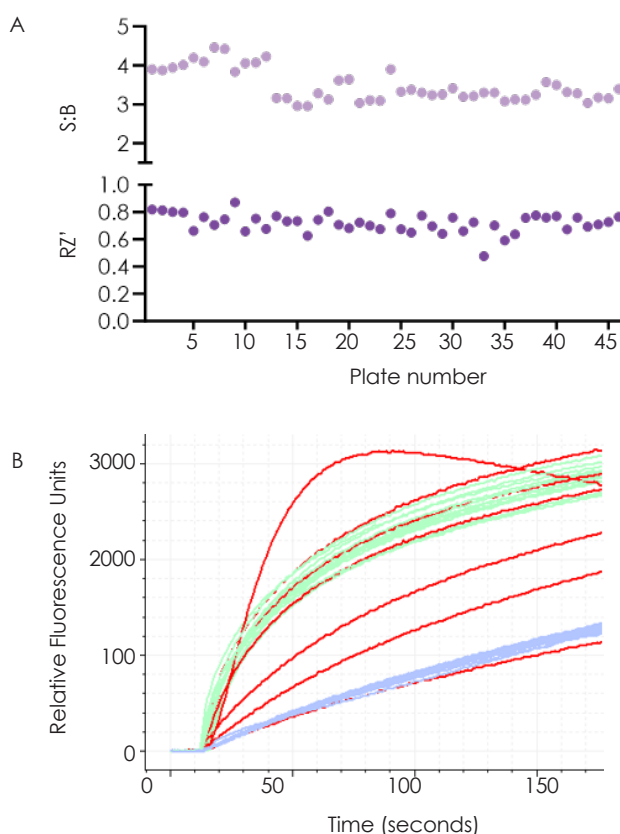 A
S:B
5
4
3
2
RZ'
1.0
0.8
0.6
0.4
0.2
0.0
5 10 15 20 25 30 35 40 45
Plate number
B
Relative Fluorescence Units
3000
2000
100
0
0 50 100 150
Time (seconds)